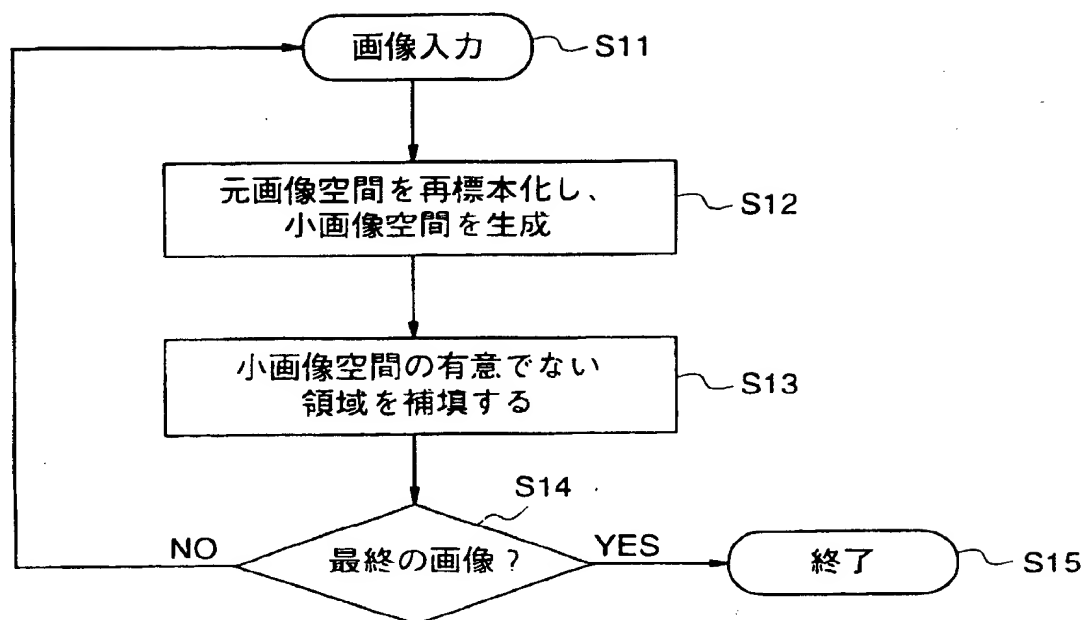 画像入力
S11
元画像空間を再標本化し、
小画像空間を生成
S12
小画像空間の有意でない
領域を補填する
S13
S14
NO
最終の画像?
YES
終了
S15